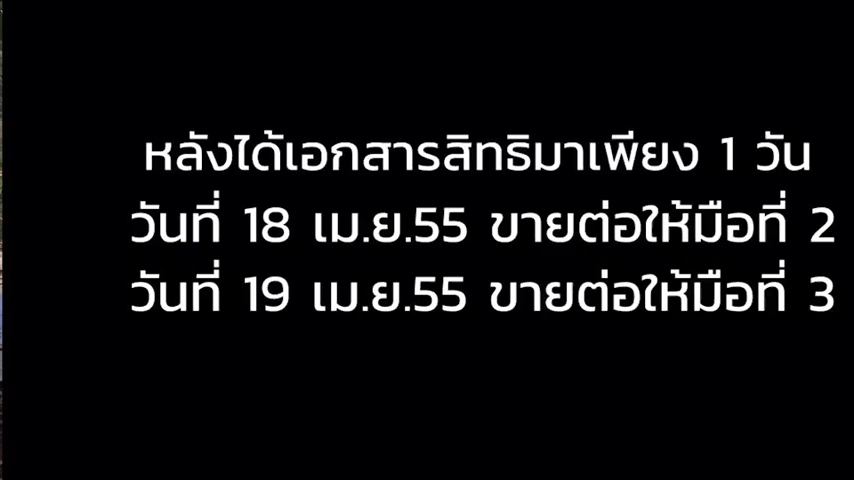 หลังได้เอกสารสิทธิมาเพียง 1 วัน
วันที่ 18 เม.ย.55 ขายต่อให้มือที่ 2
วันที่ 19 เม.ย.55 ขายต่อให้มือที่ 3